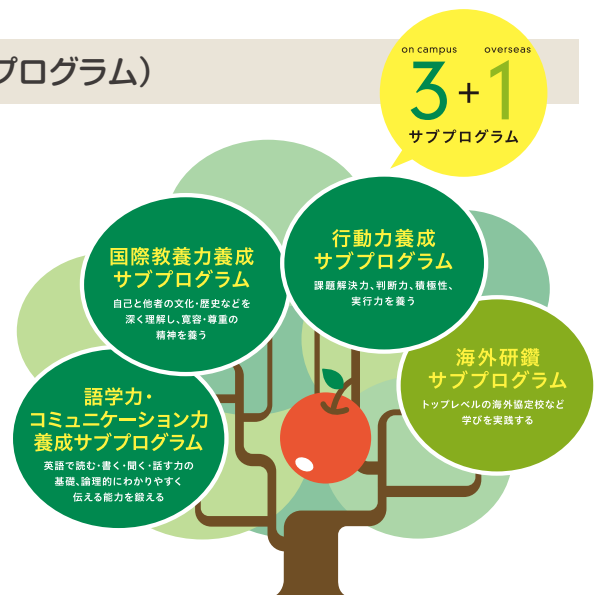 プログラム）
on campus overseas
3+1
サブプログラム
国際教養力養成
サブプログラム
自己と他者の文化・歴史などを
深く理解し、寛容・尊重の
精神を養う
行動力養成
サブプログラム
課題解決力、判断力、積極性、
実行力を養う
語学力・
コミュニケーション力
養成サブプログラム
英語で読む・書く・聞く・話す力の
基礎、論理的にわかりやすく
伝える能力を鍛える
海外研鑽
サブプログラム
トップレベルの海外協定校など
学びを実践する